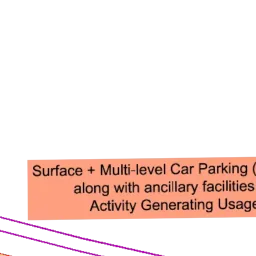 Surface + Multi-level Car Parking (
along with ancillary facilities
Activity Generating Usage